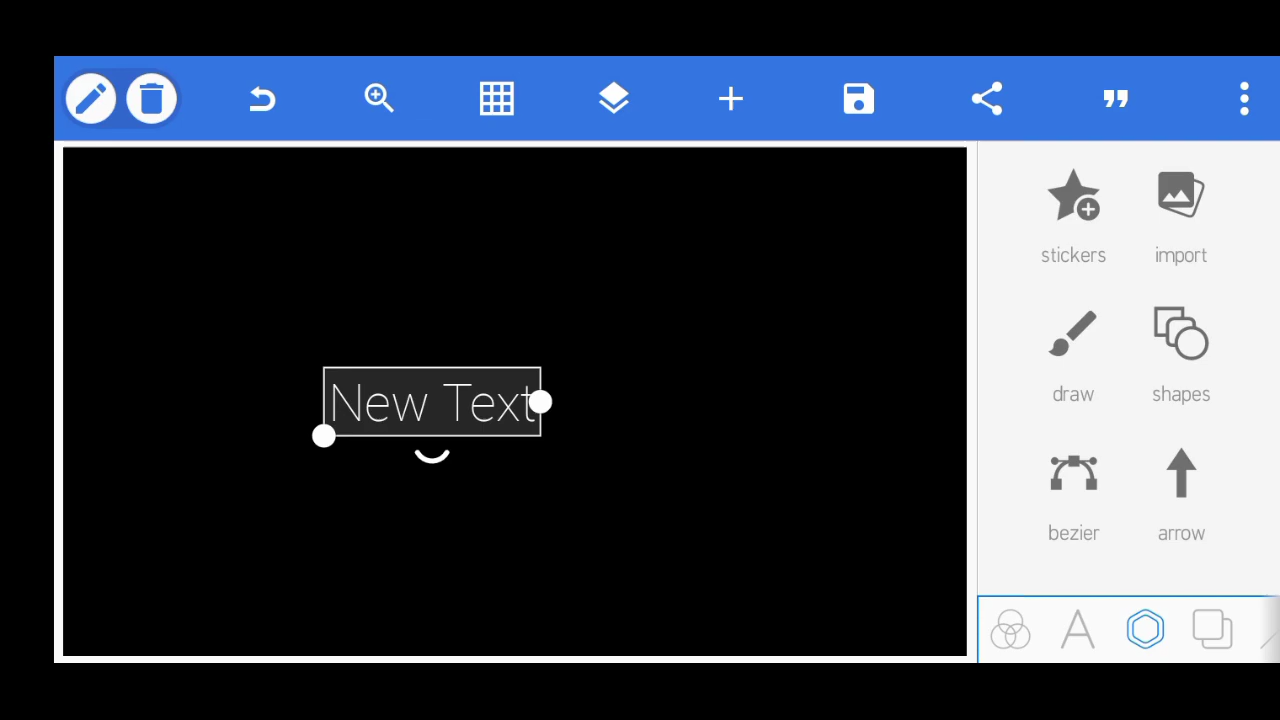 New Text
stickers
import
draw
shapes
bezier
arrow